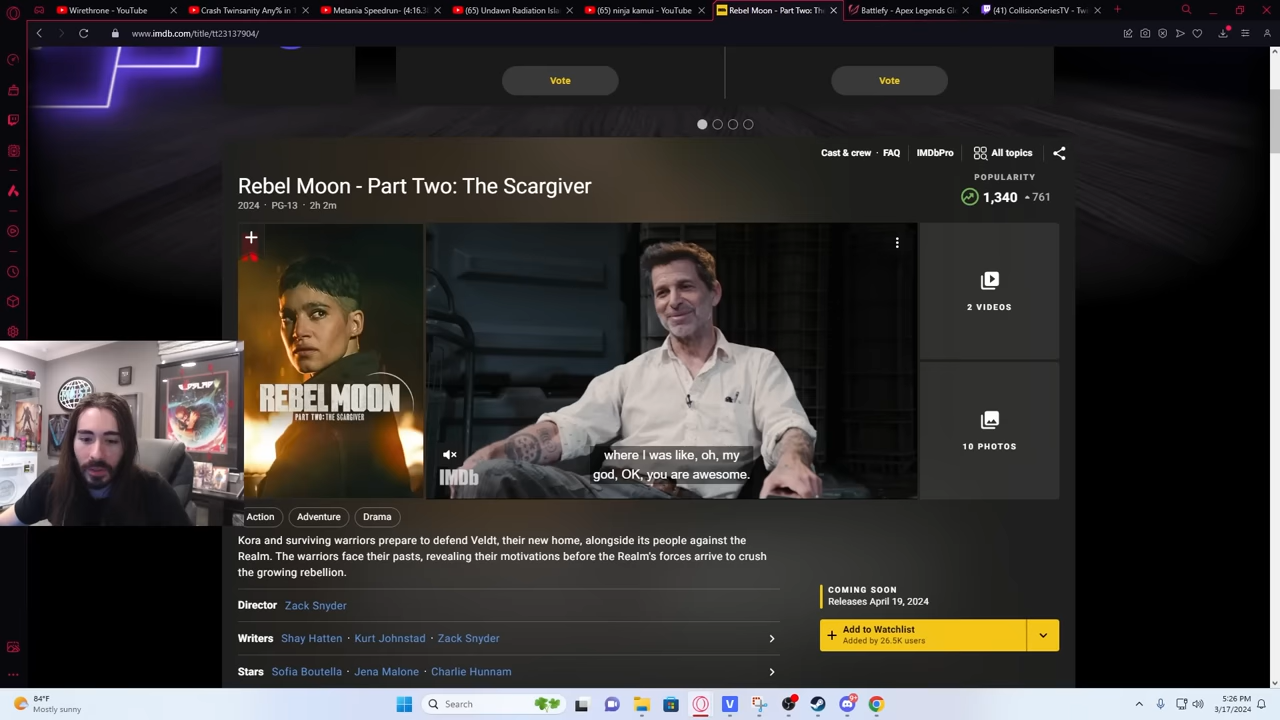 Wirethrone - YouTube
Crash Twinsanity Any% in 1
Metania Speedrun- (4:16.3
(65) Undawn Radiation Isla
(65) ninja kamui - YouTube
Rebel Moon - Part Two: The
Battlefy - Apex Legends Gl
(41) CollectionSeriesTV - Tw
www.imdb.com/title/tt23137904/
Vote
Vote
Cast & crew · FAQ IMDbPro All topics
Rebel Moon - Part Two: The Scargiver
2024 · PG-13 · 2h 2m
POPULARITY
1,340 761
REBEL MOON
PART TWO: THE SCARGIVER
where I was like, oh, my
god, OK, you are awesome.
IMDb
2 VIDEOS
10 PHOTOS
Action Adventure Drama
Kora and surviving warriors prepare to defend Veldt, their new home, alongside its people against the
Realm. The warriors face their pasts, revealing their motivations before the Realm's forces arrive to crush
the growing rebellion.
Director Zack Snyder
Writers Shay Hatten · Kurt Johnstad · Zack Snyder
Stars Sofia Boutella · Jena Malone · Charlie Hunnam
COMING SOON
Releases April 19, 2024
Add to Watchlist
Added by 26.5K users
84°F
Mostly sunny
Search
5:26 PM
3/17/2024